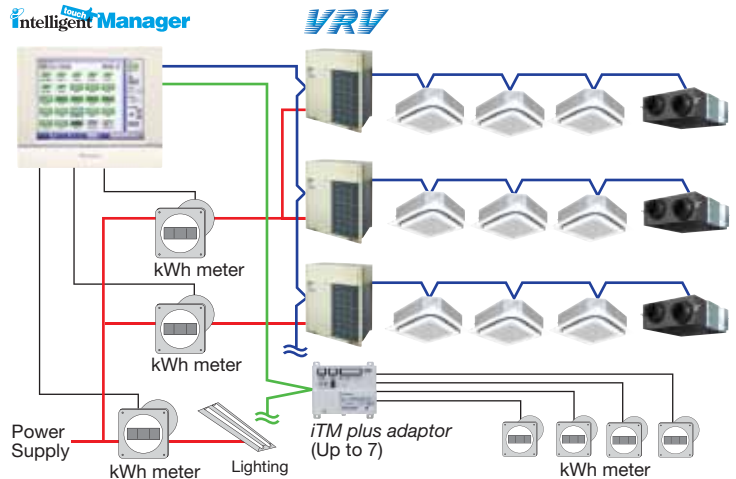 intelligent touch Manager
VRV
kWh meter
kWh meter
Power
Supply
kWh meter
Lighting
iTM plus adaptor
(Up to 7)
kWh meter